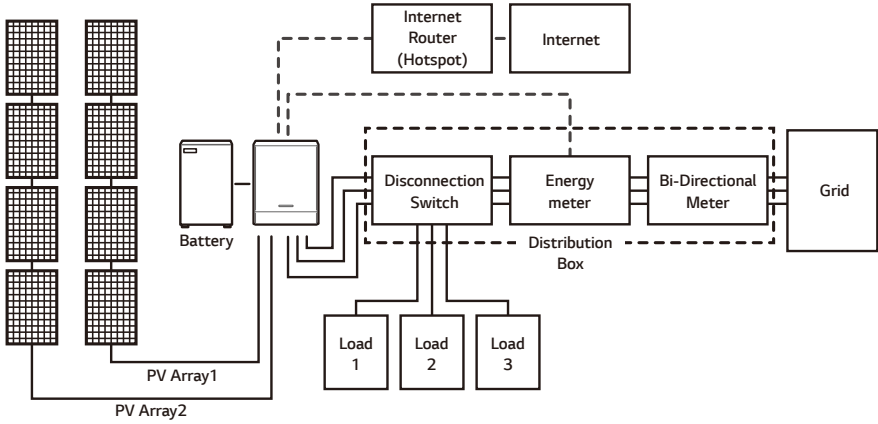 Internet
Router
(Hotspot)
Internet
Battery
Disconnection
Switch
Energy
meter
Bi-Directional
Meter
Grid
Distribution
Box
Load
1
Load
2
Load
3
PV Array1
PV Array2